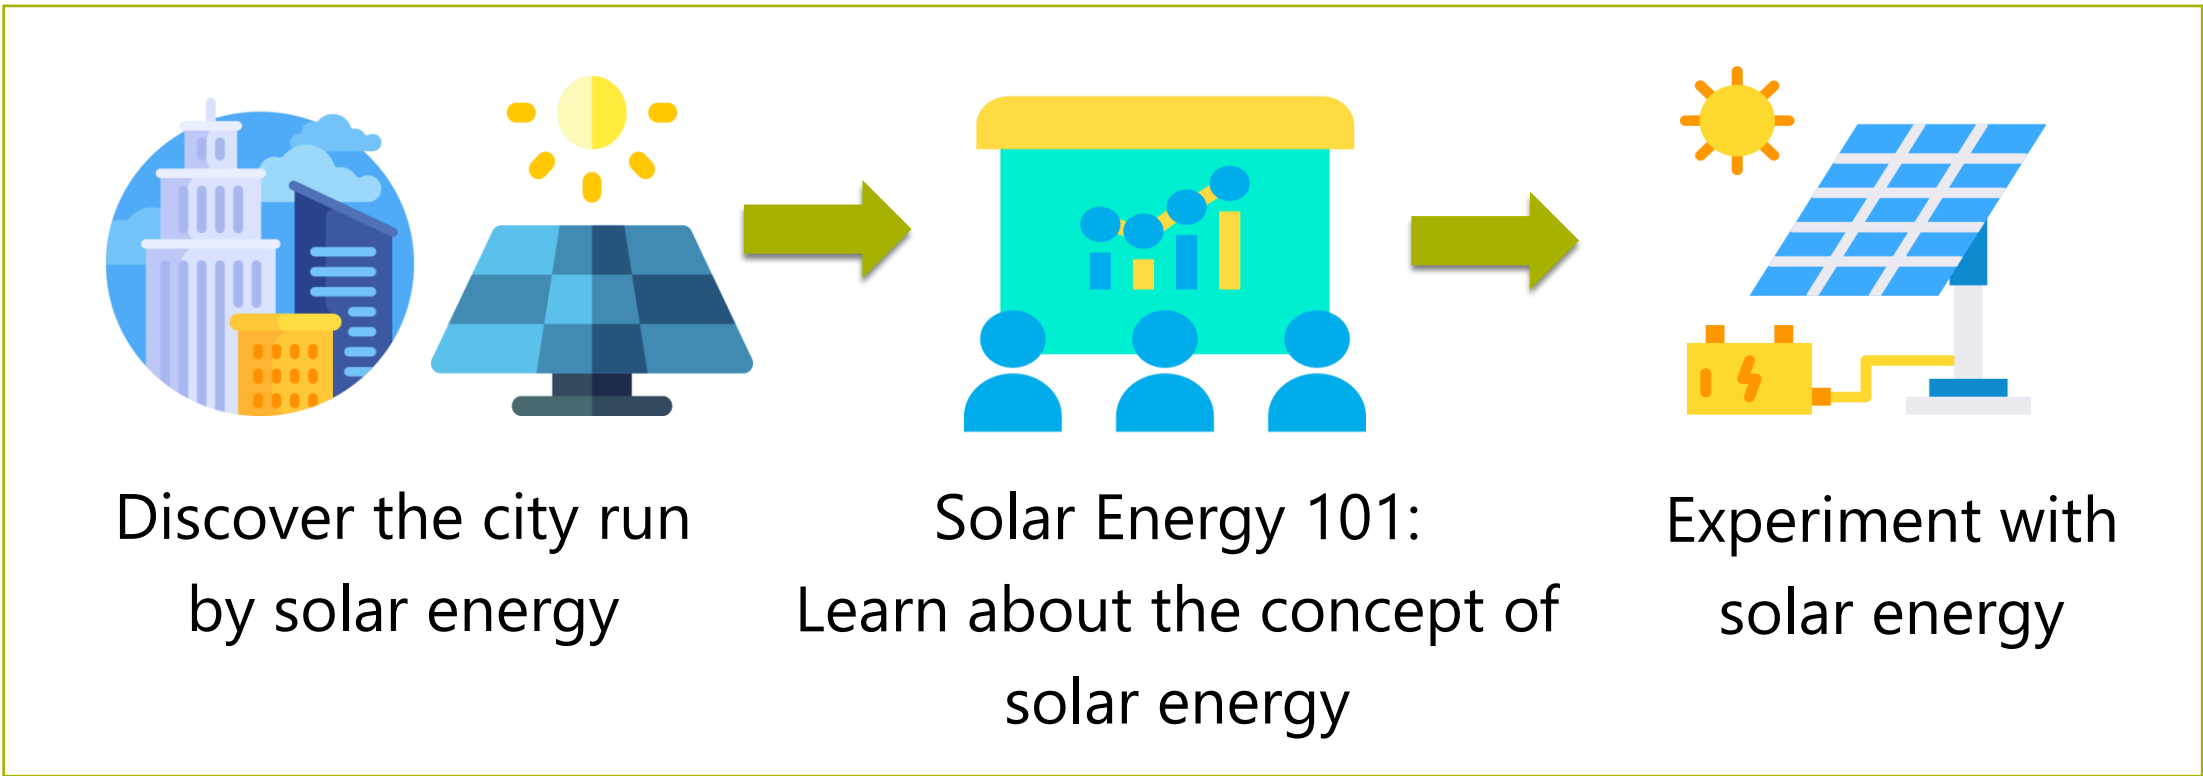 Discover the city run
by solar energy
Solar Energy 101:
Learn about the concept of
solar energy
Experiment with
solar energy